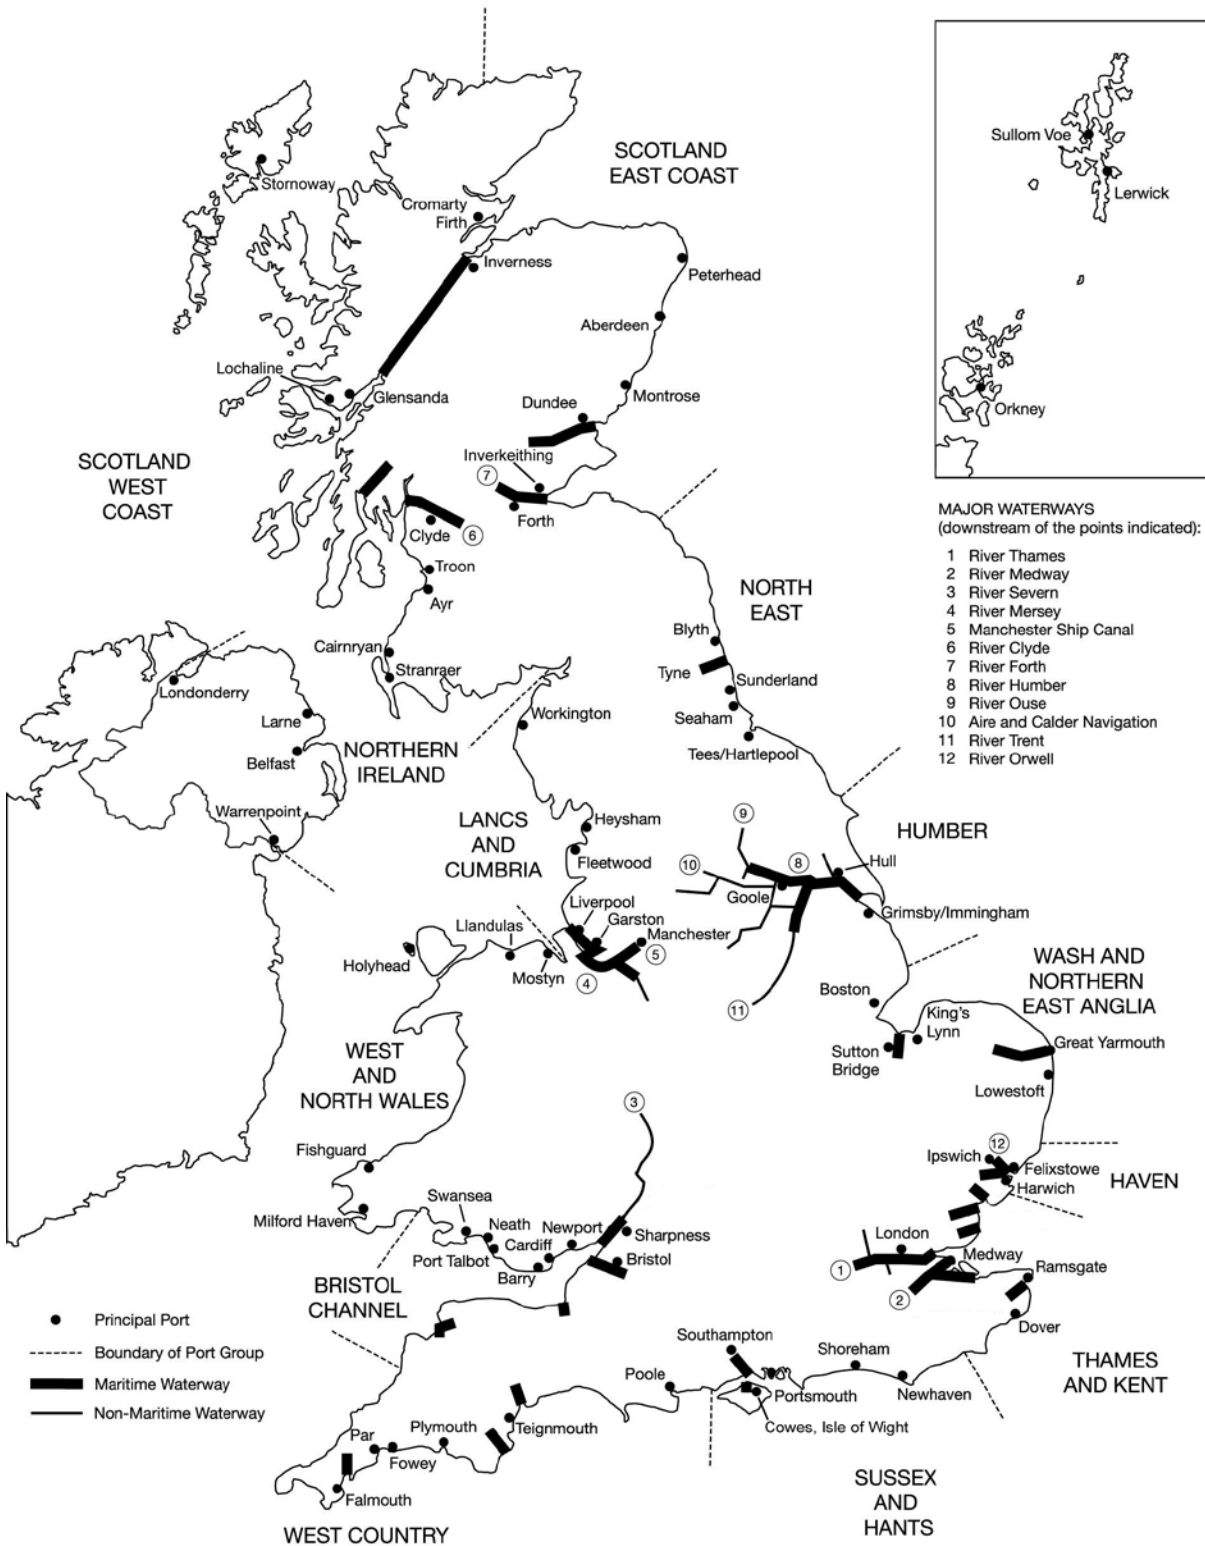 SCOTLAND
EAST COAST
Sullom Voe
Lerwick
Orkney
Stornoway
Cromarty
Firth
Inverness
Peterhead
Aberdeen
Lochaline
Glensanda
Montrose
Dundee
Inverkeithing
7
Forth
SCOTLAND
WEST
COAST
Clyde
6
Troon
Ayr
MAJOR WATERWAYS
(downstream of the points indicated):
1 River Thames
2 River Medway
3 River Severn
4 River Mersey
5 Manchester Ship Canal
6 River Clyde
7 River Forth
8 River Humber
9 River Ouse
10 Aire and Calder Navigation
11 River Trent
12 River Orwell
NORTH
EAST
Blyth
Tyne
Sunderland
Seaham
Tees/Hartlepool
Cairnryan
Stranraer
Londonderry
Larne
Belfast
Warrenpoint
NORTHERN
IRELAND
Workington
LANCS
AND
CUMBRIA
Heysham
Fleetwood
HUMBER
9
8
10
Hull
Goole
Grimsby/Immingham
Liverpool
Garston
Manchester
5
4
11
Llandulas
Holyhead
Mostyn
WASH AND
NORTHERN
EAST ANGLIA
Boston
King's
Lynn
Sutton
Bridge
Great Yarmouth
Lowestoft
WEST
AND
NORTH WALES
3
Fishguard
Milford Haven
12
Ipswich
Felixstowe
Harwich
HAVEN
Swansea
Neath
Newport
Sharpness
Cardiff
Port Talbot
Bristol
Barry
London
Medway
1
2
Ramsgate
Dover
BRISTOL
CHANNEL
THAMES
AND KENT
Southampton
Shoreham
Poole
Portsmouth
Newhaven
Cowes, Isle of Wight
Teignmouth
Plymouth
Par
Fowey
Falmouth
SUSSEX
AND
HANTS
WEST COUNTRY
Principal Port
Boundary of Port Group
Maritime Waterway
Non-Maritime Waterway